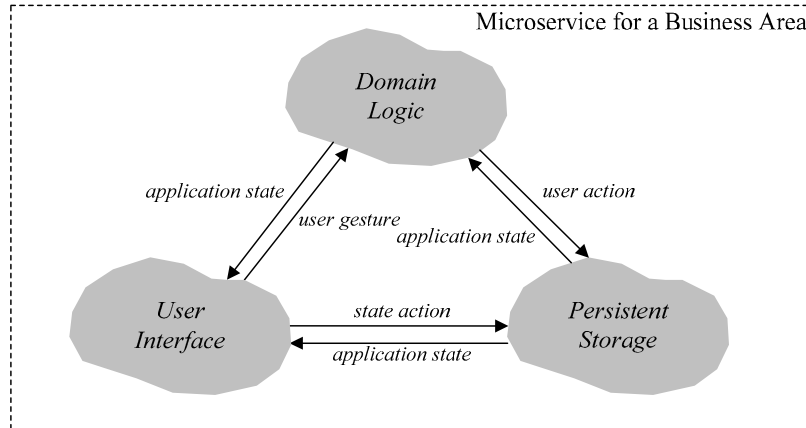 Microservice for a Business Area
Domain
Logic
application state
user action
user gesture
application state
User
Interface
state action
application state
Persistent
Storage